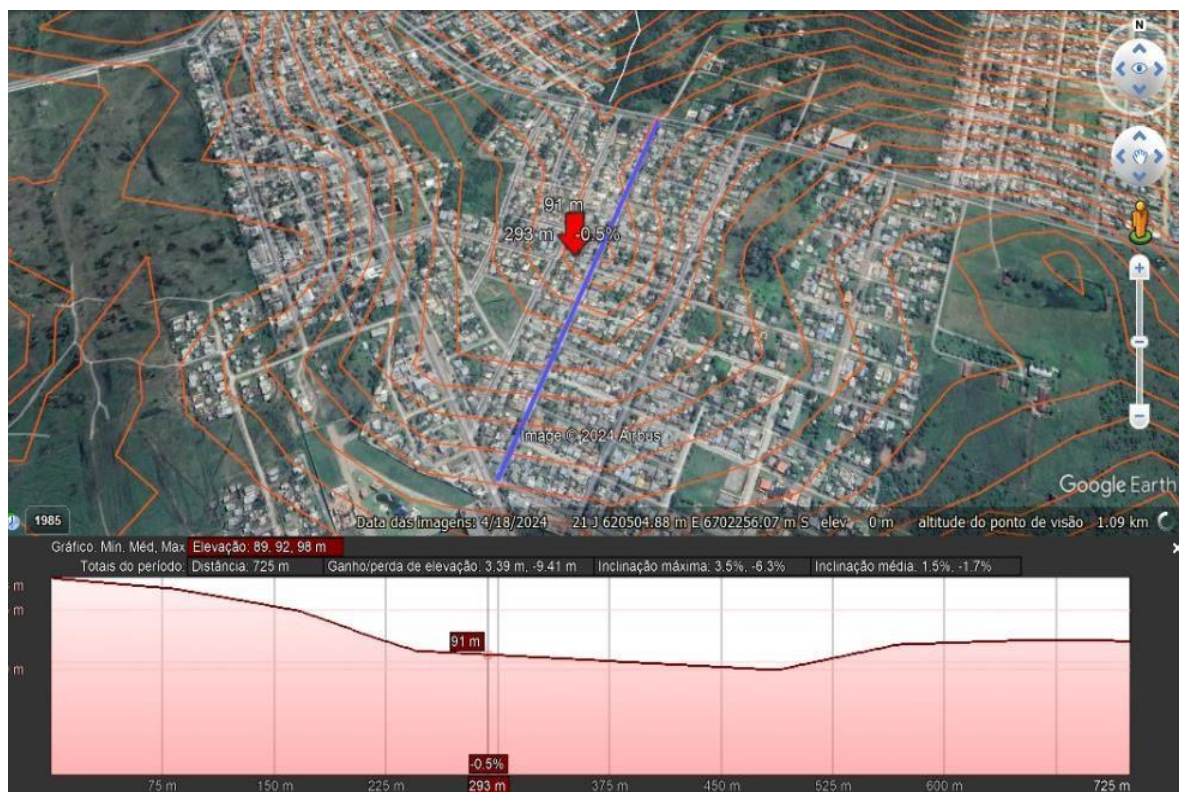 N
91 m
293 m -0.5%
Image © 2024 Airbus
Google Earth
1985
Data das imagens: 4/18/2024 21 J 620504.88 m E 6702256.07 m S elev 0 m altitude do ponto de visão 1.09 km
Gráfico: Mín. Méd, Max Elevação: 89, 92, 98 m
Totais do período: Distância: 725 m Ganho/perda de elevação: 3.39 m, -9.41 m Inclinação máxima: 3.5%, -6.3% Inclinação média: 1.5%, -1.7%
m
m
91 m
m
-0.5%
75 m 150 m 225 m 293 m 375 m 450 m 525 m 600 m 725 m